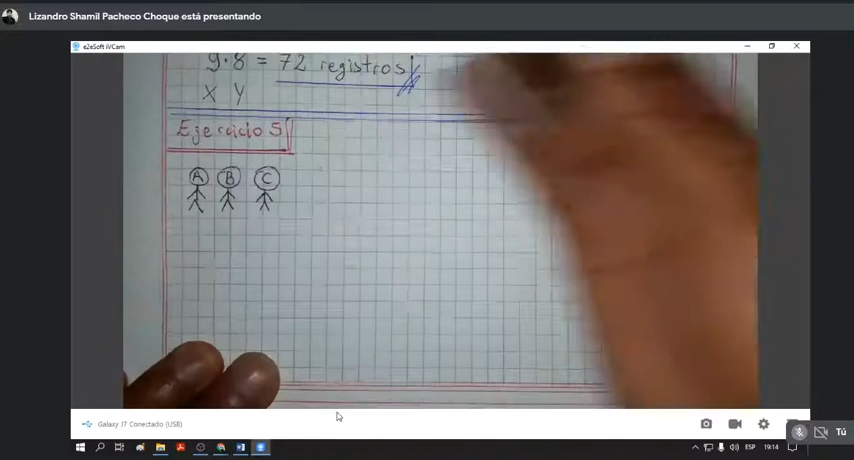 Lizandro Shamil Pacheco Choque está presentando
e2eSoft iVCam
9·8 = 72 registros
X Y
Ejercicio 5
A B C
Galaxy J7 Conectado (USB)
Tú
ESP 19:14